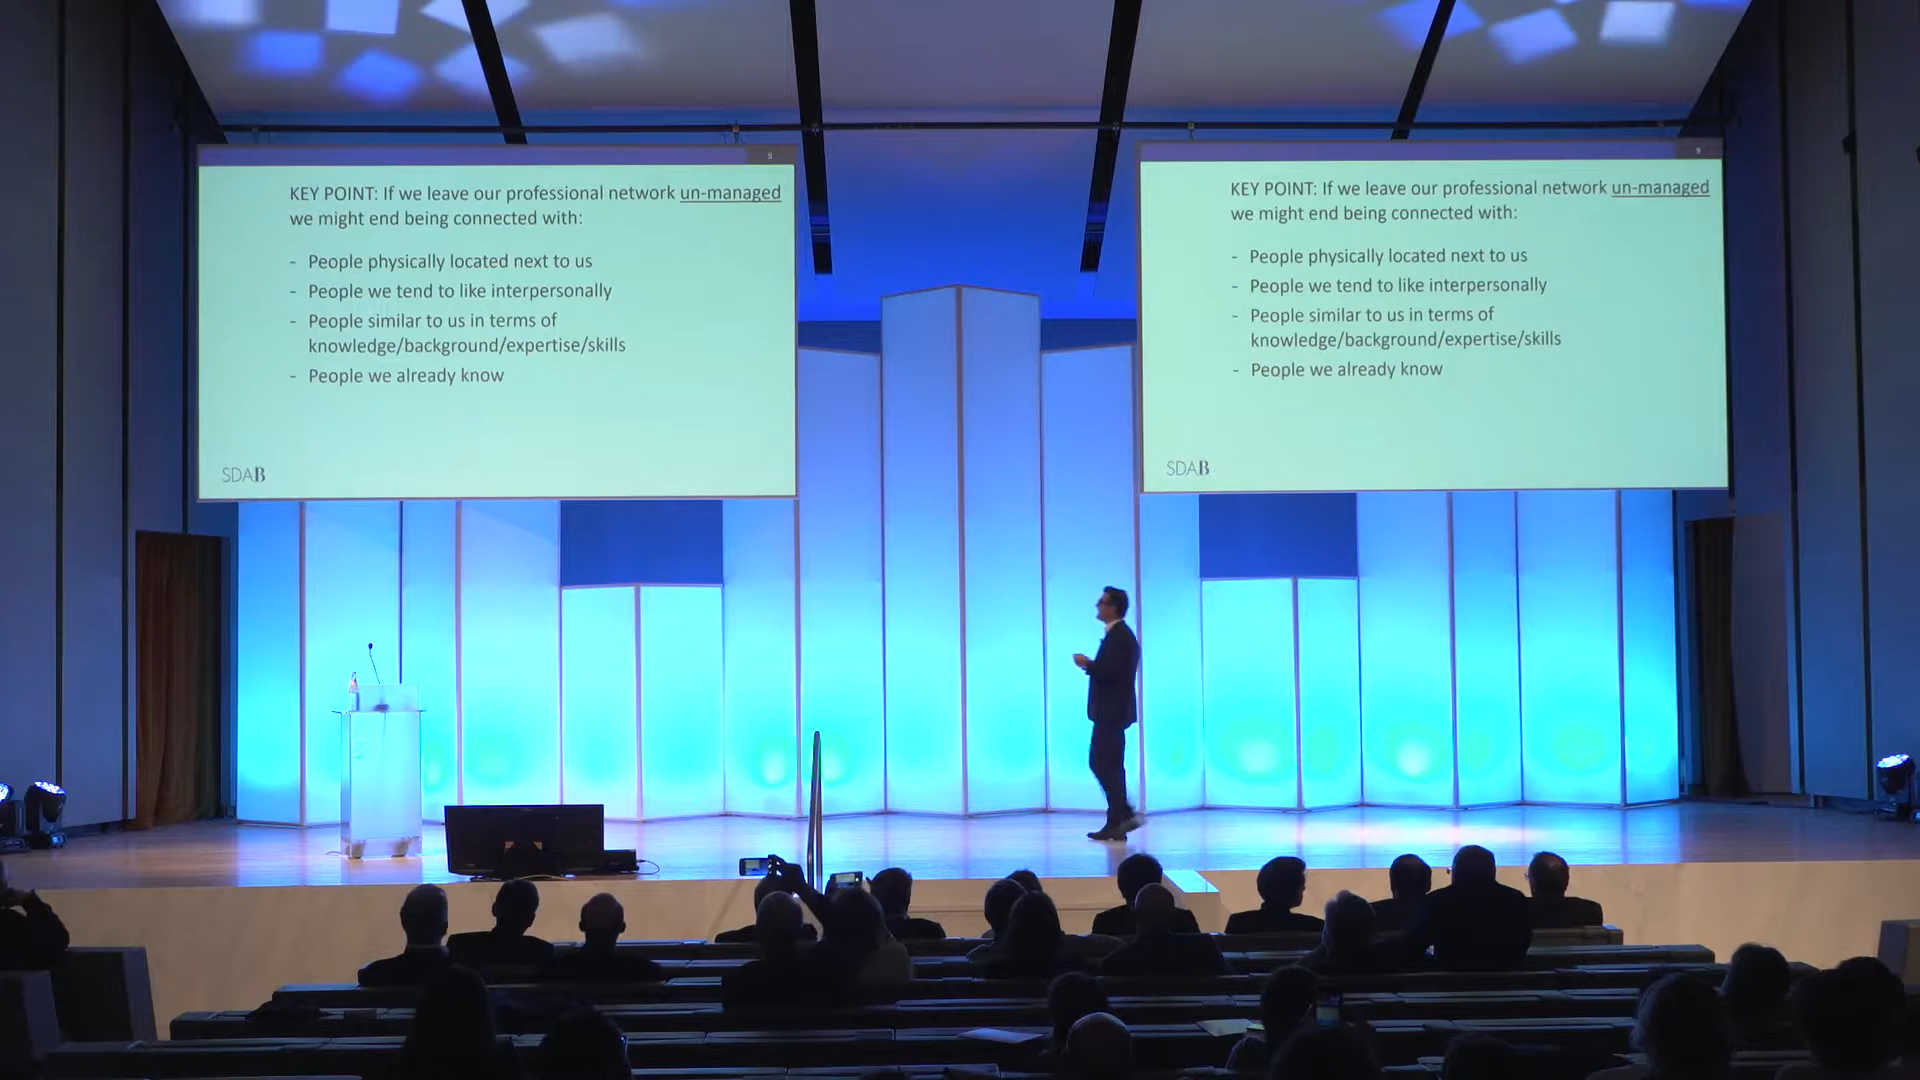 9
KEY POINT: If we leave our professional network un-managed
we might end being connected with:
- People physically located next to us
- People we tend to like interpersonally
- People similar to us in terms of
knowledge/background/expertise/skills
- People we already know
SDAB
9
KEY POINT: If we leave our professional network un-managed
we might end being connected with:
- People physically located next to us
- People we tend to like interpersonally
- People similar to us in terms of
knowledge/background/expertise/skills
- People we already know
SDAB